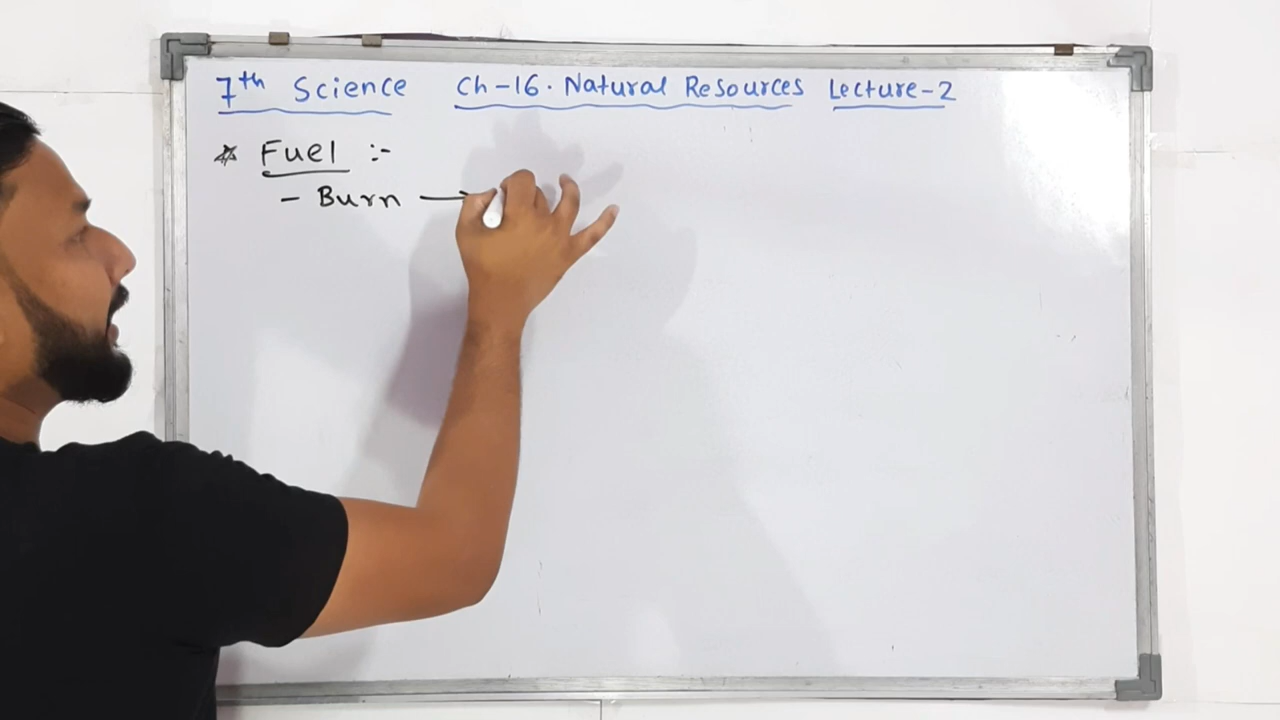 7th Science Ch-16. Natural Resources Lecture-2
* Fuel :-
- Burn →